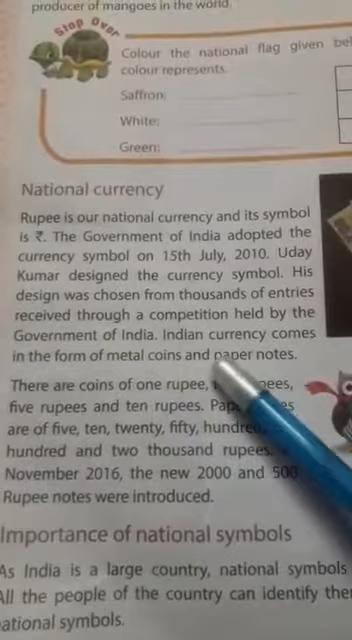 producer of mangoes in the world.
Stop Over
Colour the national flag given
colour represents.
Saffron:
White:
Green:
National currency
Rupee is our national currency and its symbol
is ₹. The Government of India adopted the
currency symbol on 15th July, 2010. Uday
Kumar designed the currency symbol. His
design was chosen from thousands of entries
received through a competition held by the
Government of India. Indian currency comes
in the form of metal coins and paper notes.
There are coins of one rupee,
five rupees and ten rupees.
are of five, ten, twenty, fifty, hundred,
hundred and two thousand rupees.
November 2016, the new 2000 and 500
Rupee notes were introduced.
Importance of national symbols
As India is a large country, national symbols
All the people of the country can identify
national symbols.